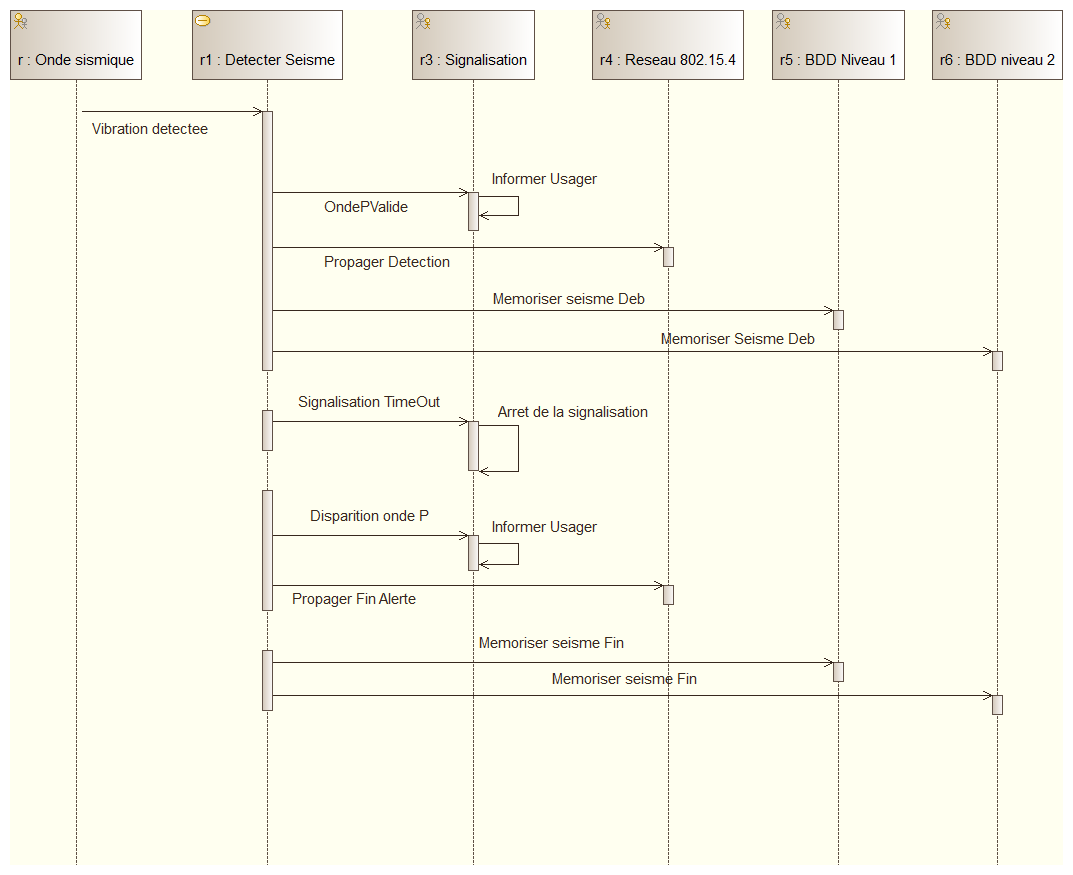 r : Onde sismique
r1 : Detecter Seisme
r3 : Signalisation
r4 : Reseau 802.15.4
r5 : BDD Niveau 1
r6 : BDD niveau 2
Vibration detectee
Informer Usager
OndePValide
Propager Detection
Memoriser seisme Deb
Memoriser Seisme Deb
Signalisation TimeOut
Arret de la signalisation
Disparition onde P
Informer Usager
Propager Fin Alerte
Memoriser seisme Fin
Memoriser seisme Fin